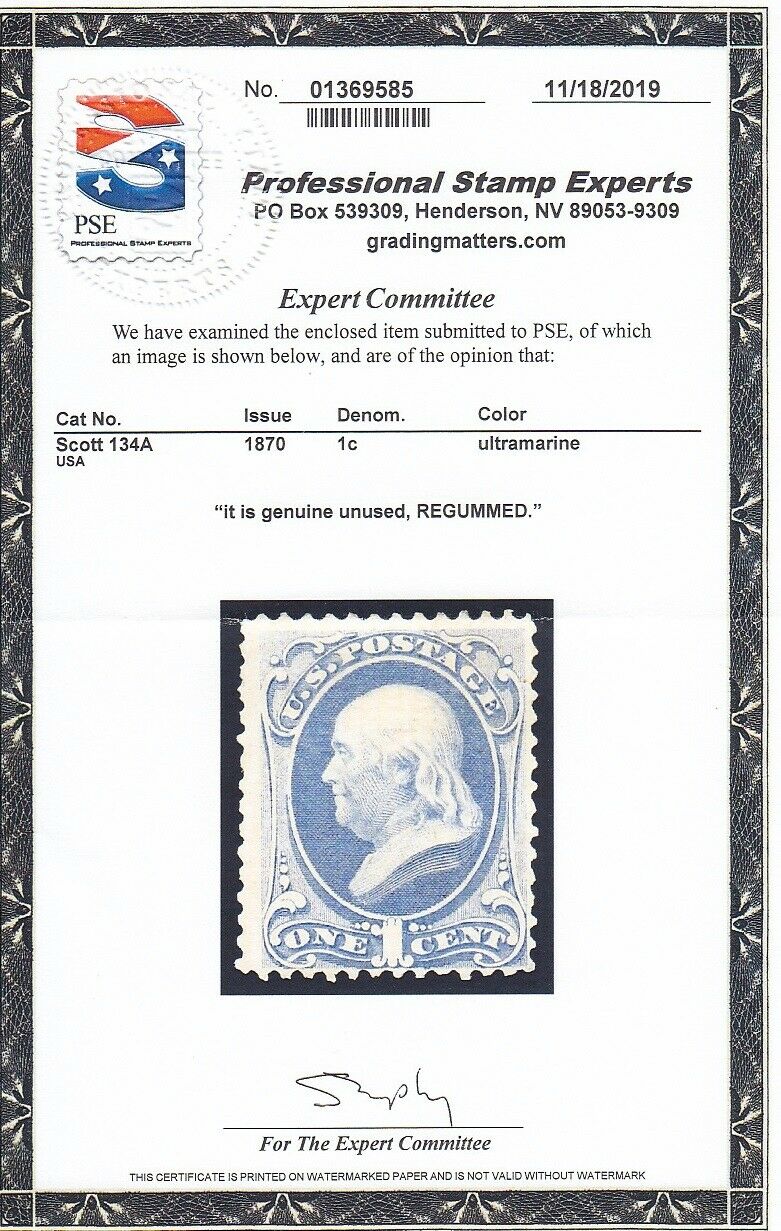 No. 01369585
11/18/2019
PSE
PROFESSIONAL STAMP EXPERTS
Professional Stamp Experts
PO Box 539309, Henderson, NV 89053-9309
gradingmatters.com
Expert Committee
We have examined the enclosed item submitted to PSE, of which
an image is shown below, and are of the opinion that:
Cat No. Issue Denom. Color
Scott 134A 1870 1c ultramarine
USA
“it is genuine unused, REGUMMED.”
U.S. POSTAGE
ONE 1 CENT
For The Expert Committee
THIS CERTIFICATE IS PRINTED ON WATERMARKED PAPER AND IS NOT VALID WITHOUT WATERMARK